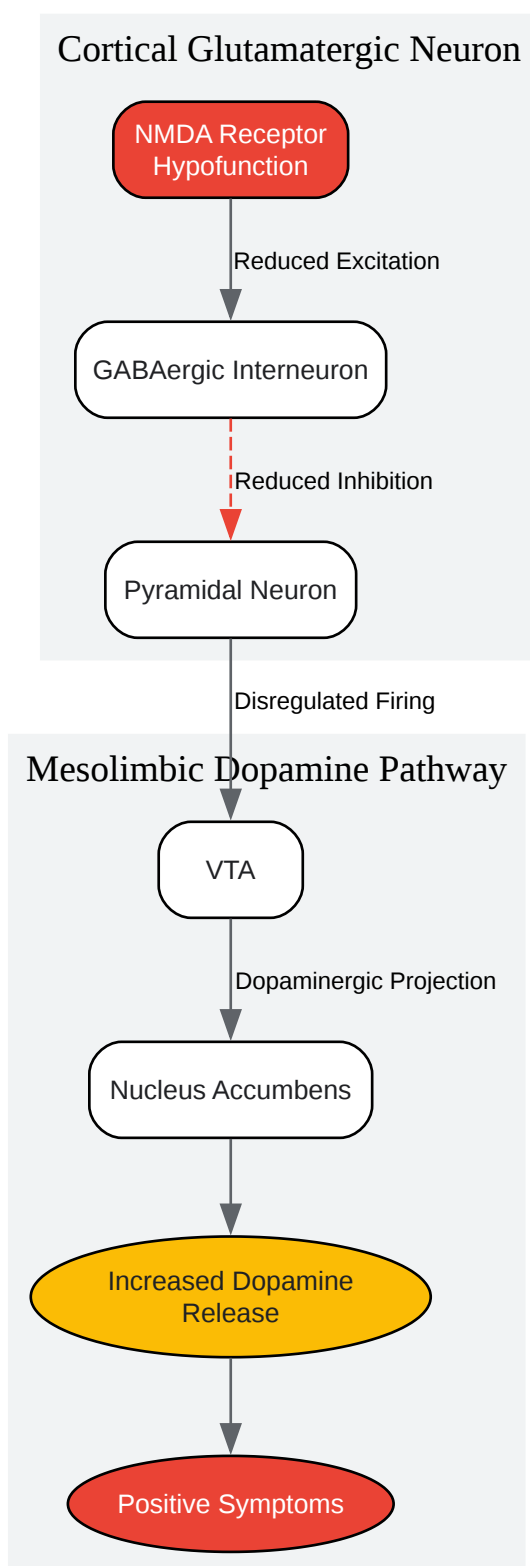 Cortical Glutamatergic Neuron
NMDA Receptor
Hypofunction
Reduced Excitation
GABAergic Interneuron
Reduced Inhibition
Pyramidal Neuron
Disregulated Firing
Mesolimbic Dopamine Pathway
VTA
Dopaminergic Projection
Nucleus Accumbens
Increased Dopamine
Release
Positive Symptoms